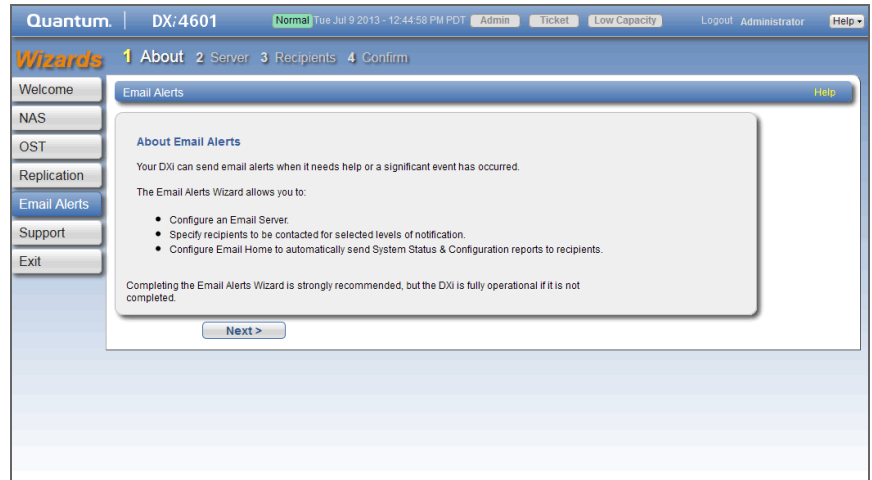 Quantum. DXi4601 Normal Tue Jul 9 2013 - 12:44:58 PM PDT Admin Ticket Low Capacity Logout Administrator Help
Wizards 1 About 2 Server 3 Recipients 4 Confirm
Welcome
NAS
OST
Replication
Email Alerts
Support
Exit
Email Alerts Help
About Email Alerts
Your DXi can send email alerts when it needs help or a significant event has occurred.
The Email Alerts Wizard allows you to:
• Configure an Email Server.
• Specify recipients to be contacted for selected levels of notification.
• Configure Email Home to automatically send System Status & Configuration reports to recipients.
Completing the Email Alerts Wizard is strongly recommended, but the DXi is fully operational if it is not
completed.
Next >